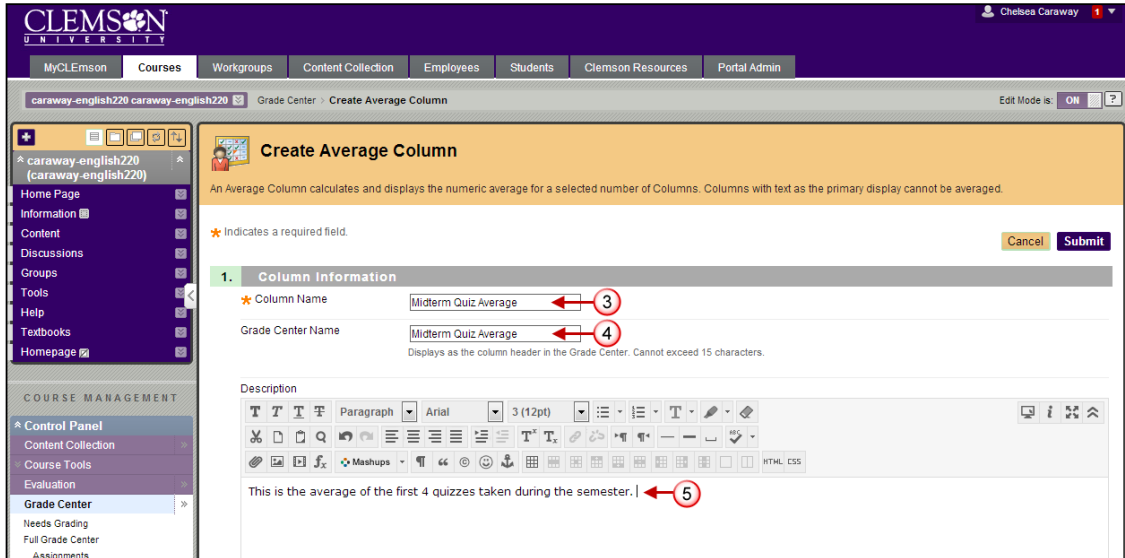 CLEMSON
UNIVERSITY
Chelsea Caraway 1
MyCLEmson Courses Workgroups Content Collection Employees Students Clemson Resources Portal Admin
caraway-english220 caraway-english220 Grade Center > Create Average Column Edit Mode is: ON ?
caraway-english220
(caraway-english220)
Home Page
Information
Content
Discussions
Groups
Tools
Help
Textbooks
Homepage
COURSE MANAGEMENT
Control Panel
Content Collection
Course Tools
Evaluation
Grade Center
Needs Grading
Full Grade Center
Assignments
Create Average Column
An Average Column calculates and displays the numeric average for a selected number of Columns. Columns with text as the primary display cannot be averaged.
Indicates a required field.
Cancel Submit
1. Column Information
Column Name Midterm Quiz Average 3
Grade Center Name Midterm Quiz Average 4
Displays as the column header in the Grade Center. Cannot exceed 15 characters.
Description
T T T T Paragraph Arial 3 (12pt) T i
Tx Tx ABC
fx Mashups ¶ “ © HTML CSS
This is the average of the first 4 quizzes taken during the semester. 5